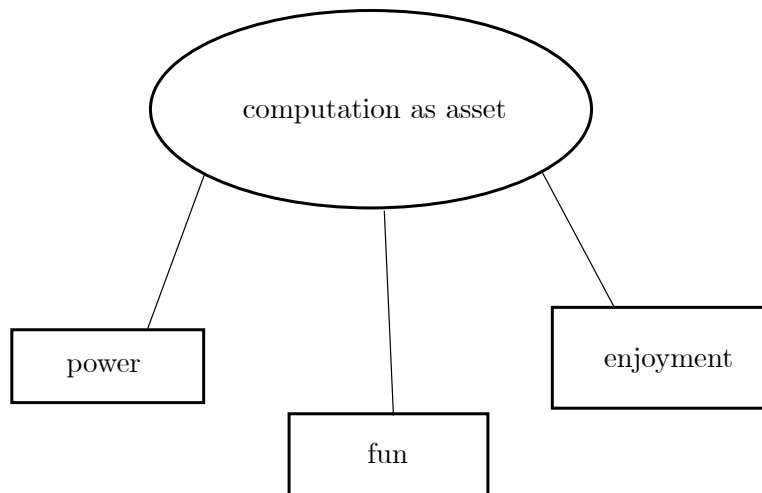 computation as asset
power
enjoyment
fun